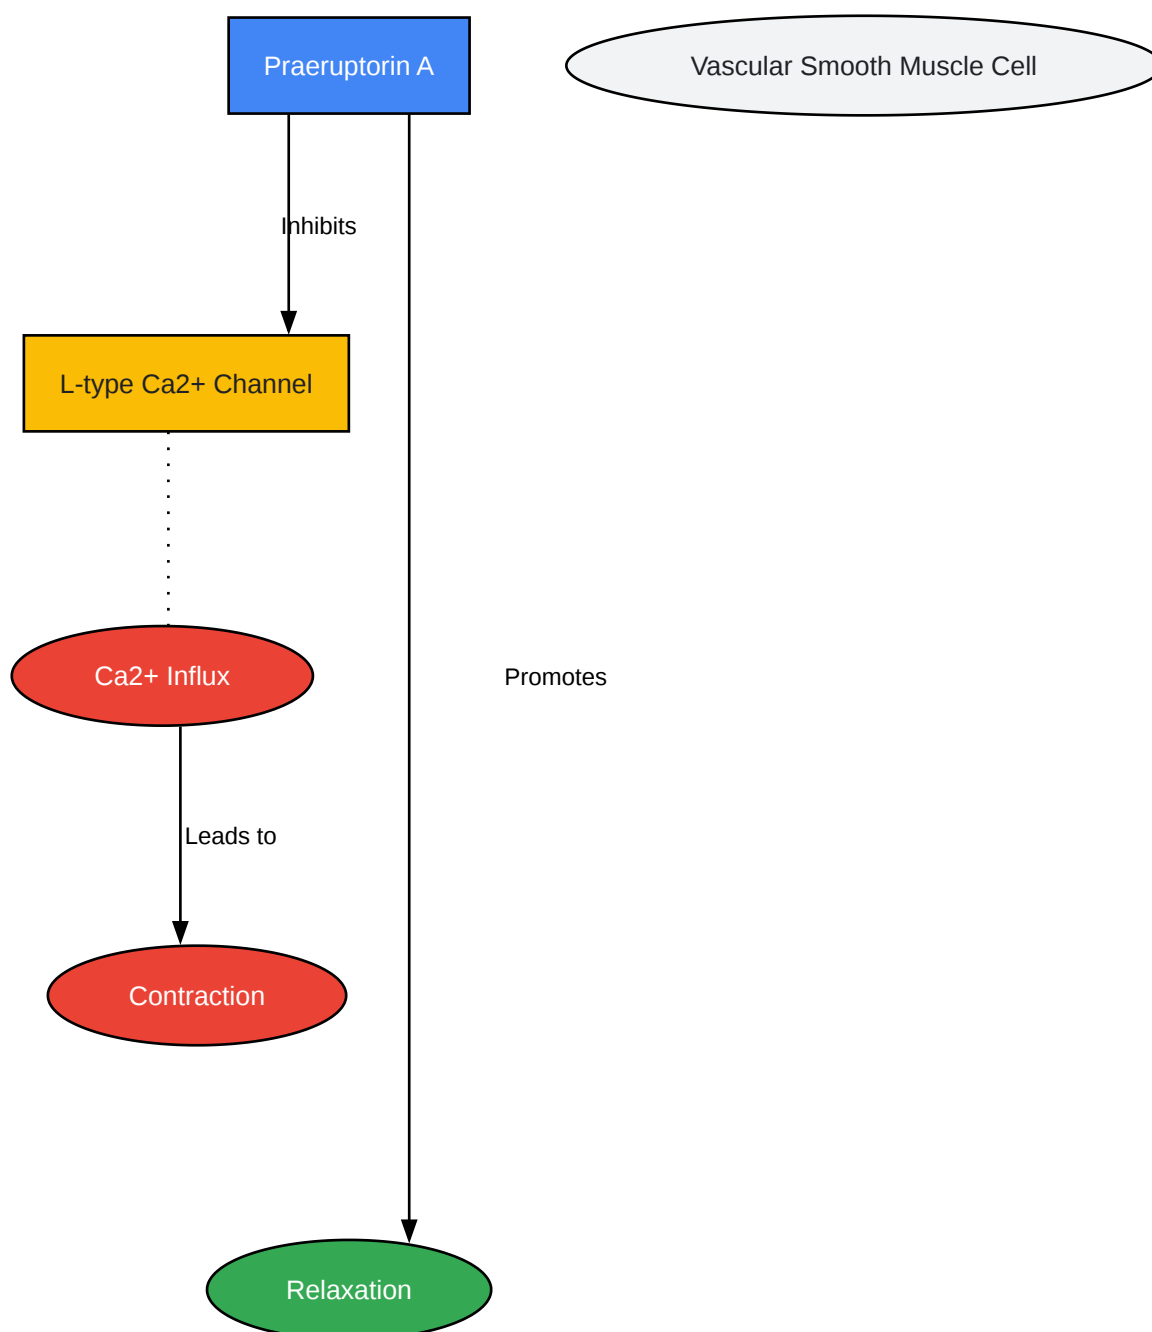 Praeruptorin A
Vascular Smooth Muscle Cell
Inhibits
L-type Ca2+ Channel
Ca2+ Influx
Promotes
Leads to
Contraction
Relaxation